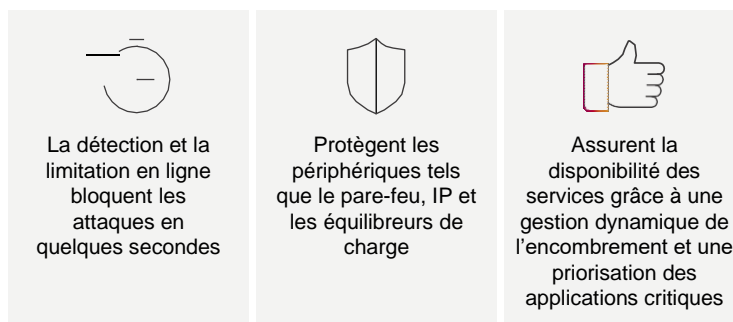 La détection et la
limitation en ligne
bloquent les
attaques en
quelques secondes
Protègent les
périphériques tels
que le pare-feu, IP et
les équilibreurs de
charge
Assurent la
disponibilité des
services grâce à une
gestion dynamique de
l’encombrement et une
priorisation des
applications critiques